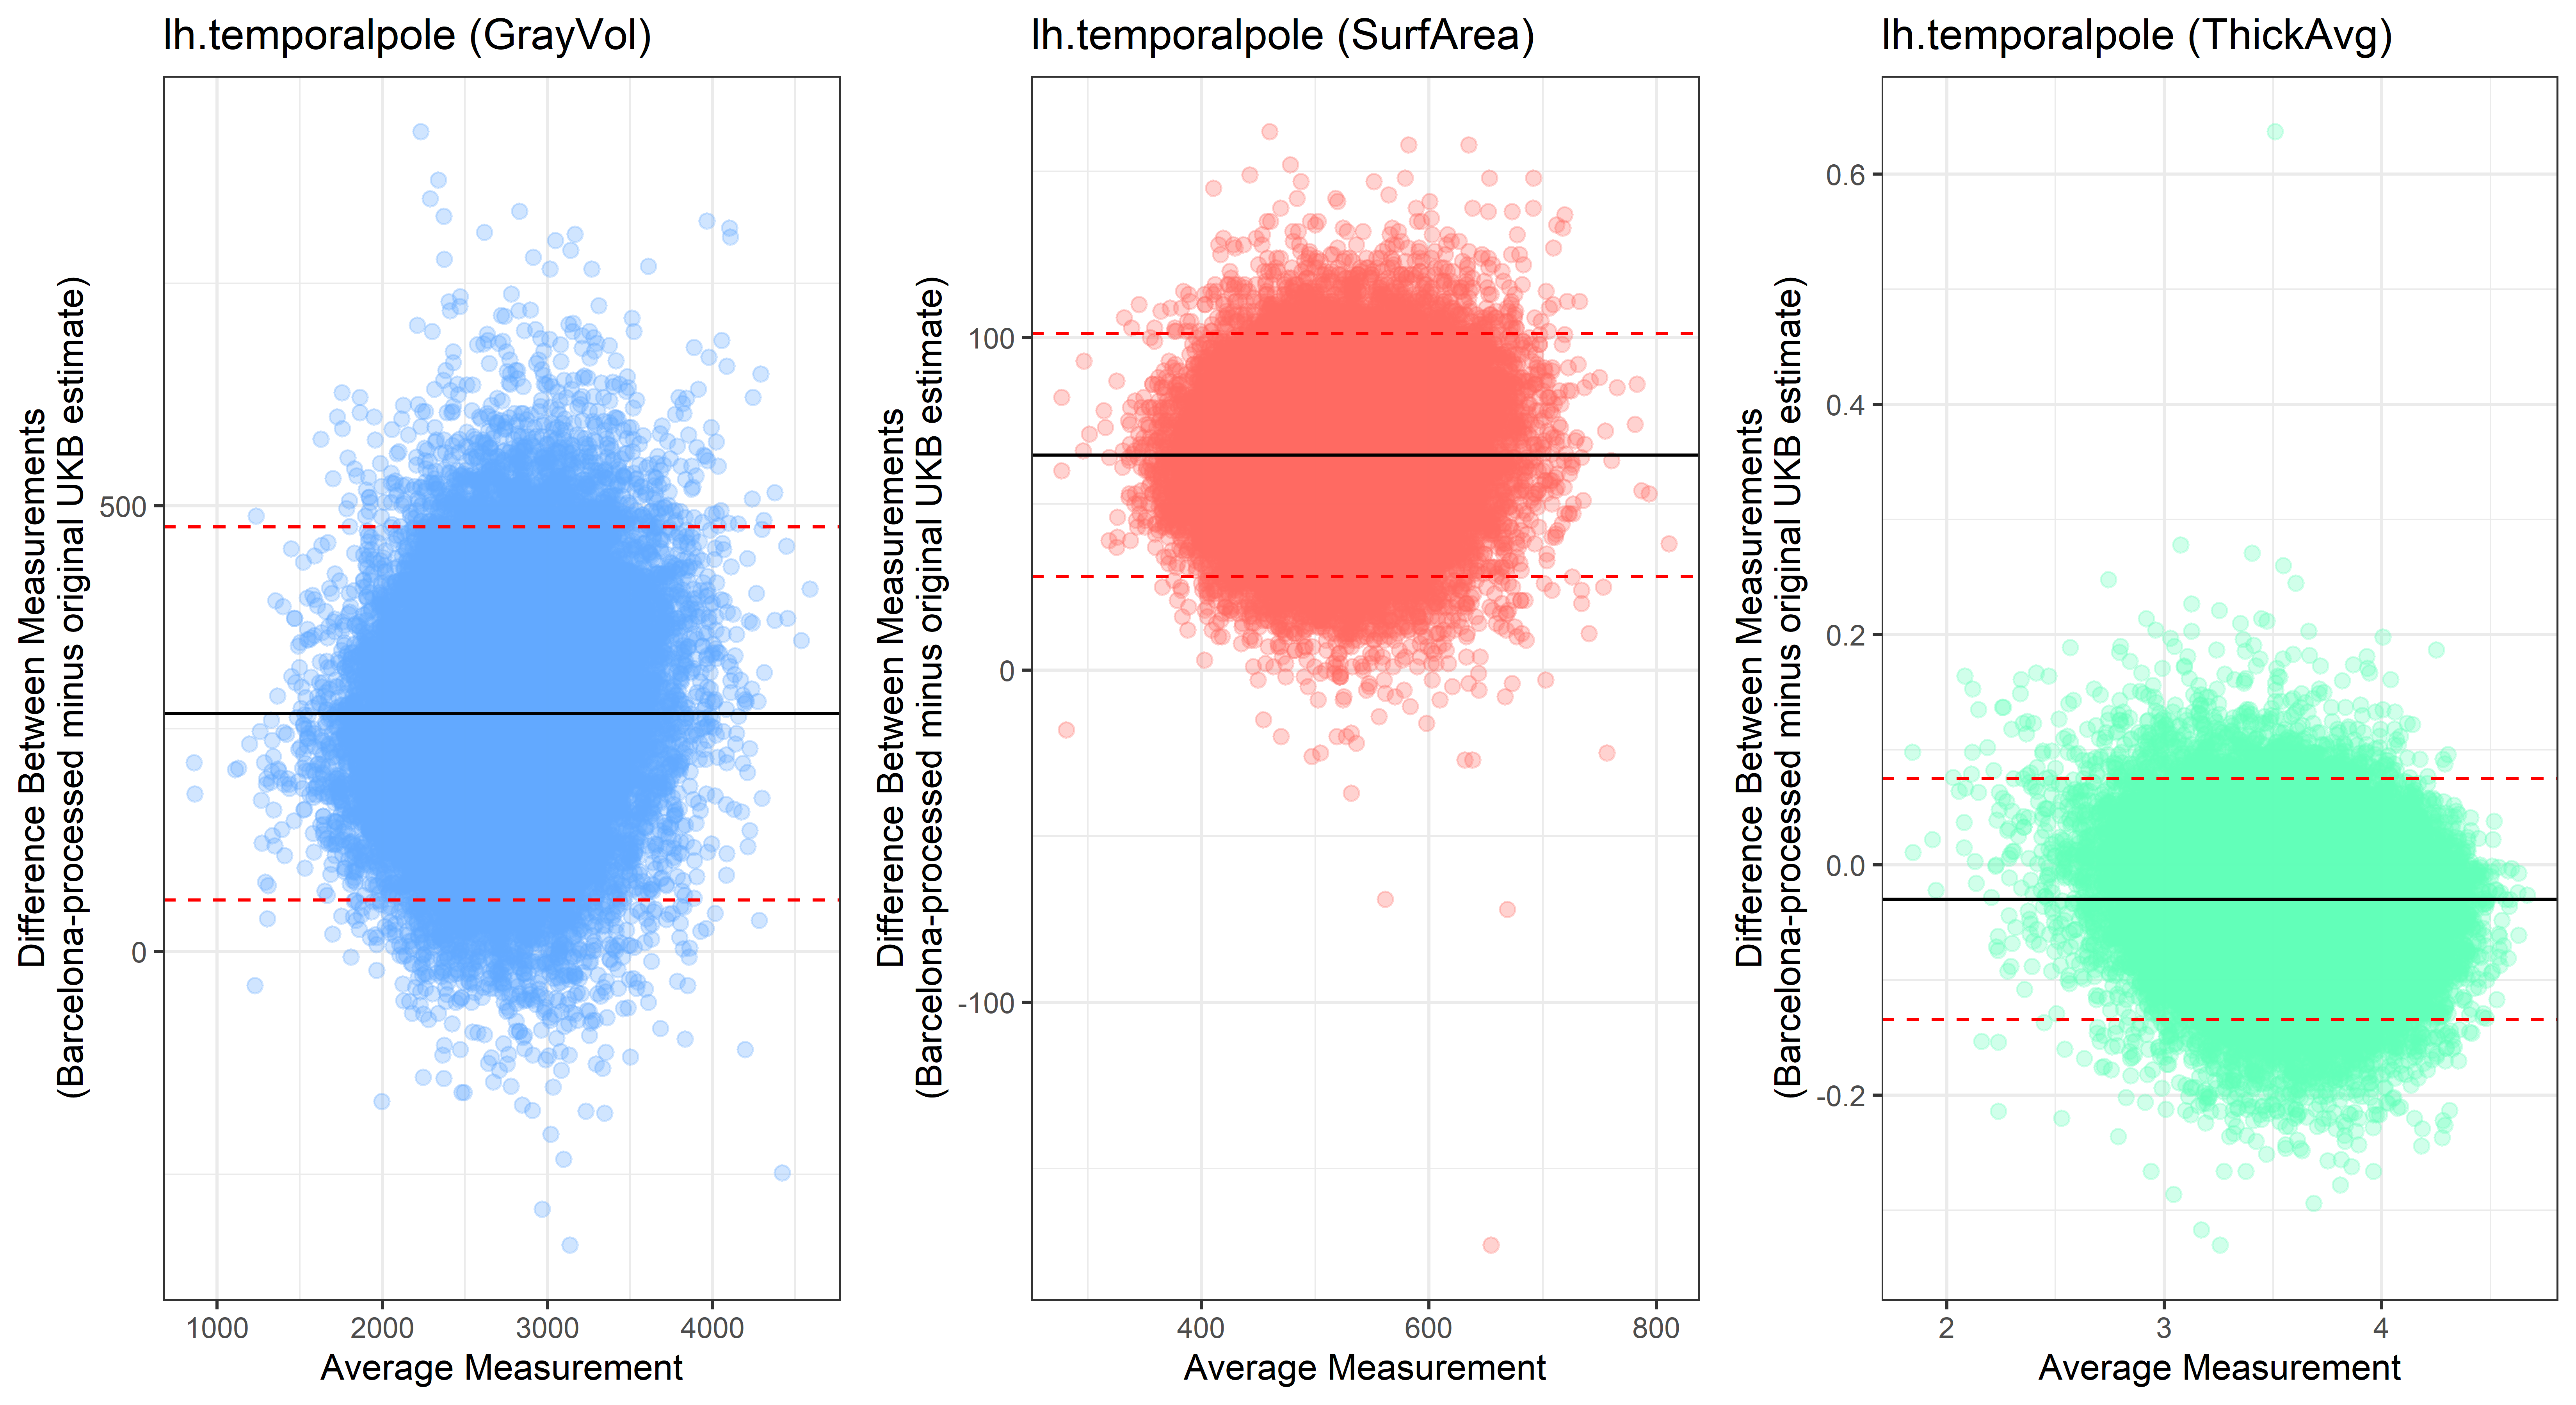 lh.temporalpole (GrayVol)
Difference Between Measurements
(Barcelona-processed minus original UKB estimate)
500
0
1000 2000 3000 4000
Average Measurement
lh.temporalpole (SurfArea)
Difference Between Measurements
(Barcelona-processed minus original UKB estimate)
100
0
-100
400 600 800
Average Measurement
lh.temporalpole (ThickAvg)
Difference Between Measurements
(Barcelona-processed minus original UKB estimate)
0.6
0.4
0.2
0.0
-0.2
2 3 4
Average Measurement